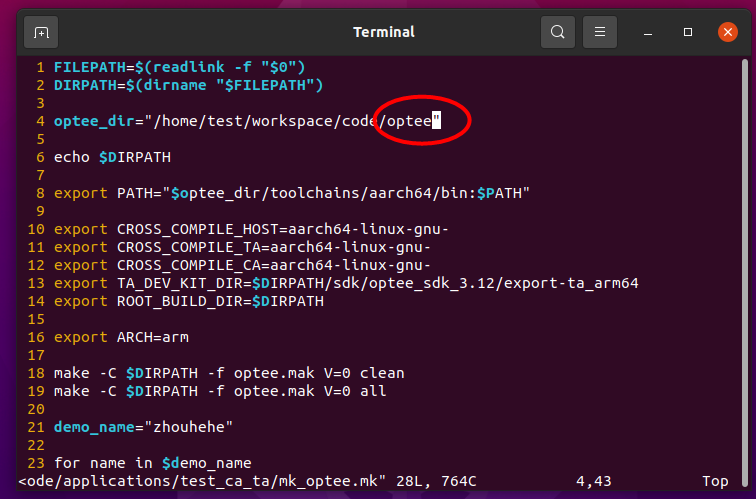 Terminal
1 FILEPATH=$(readlink -f "$0")
2 DIRPATH=$(dirname "$FILEPATH")
3
4 optee_dir="/home/test/workspace/code/optee"
5
6 echo $DIRPATH
7
8 export PATH="$optee_dir/toolchains/aarch64/bin:$PATH"
9
10 export CROSS_COMPILE_HOST=aarch64-linux-gnu-
11 export CROSS_COMPILE_TA=aarch64-linux-gnu-
12 export CROSS_COMPILE_CA=aarch64-linux-gnu-
13 export TA_DEV_KIT_DIR=$DIRPATH/sdk/optee_sdk_3.12/export-ta_arm64
14 export ROOT_BUILD_DIR=$DIRPATH
15
16 export ARCH=arm
17
18 make -C $DIRPATH -f optee.mak V=0 clean
19 make -C $DIRPATH -f optee.mak V=0 all
20
21 demo_name="zhouhehe"
22
23 for name in $demo_name
<ode/applications/test_ca_ta/mk_optee.mk" 28L, 764C 4,43 Top